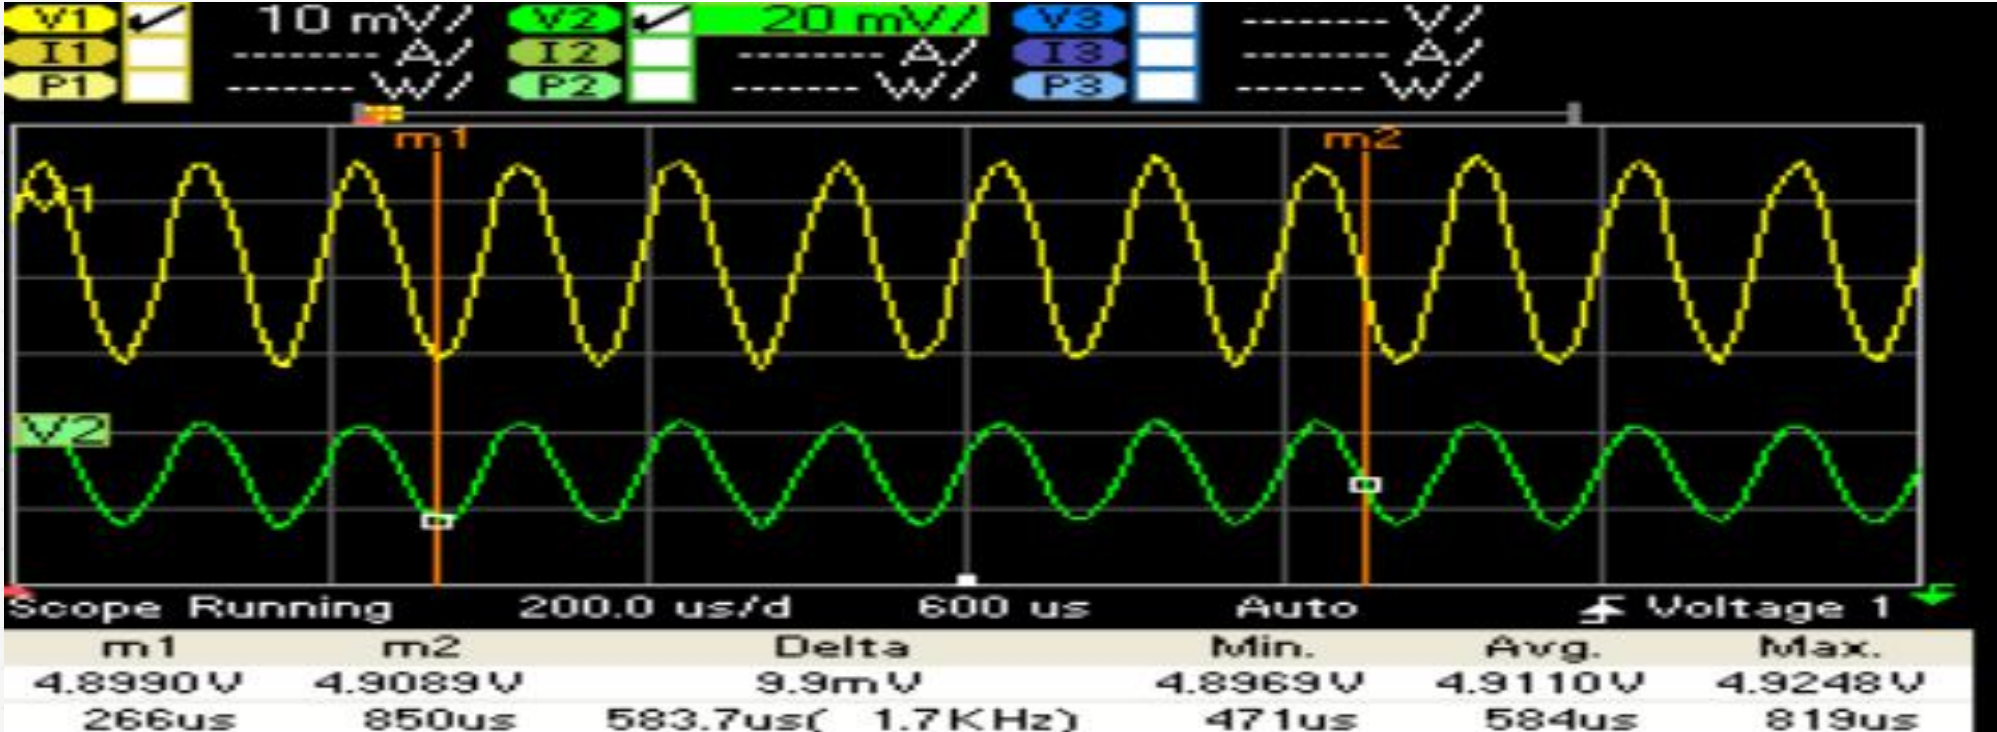 V1 10 mV/ V2 20 mV/ V3 ------- V/
I1 ------- A/ I2 ------- A/ I3 ------- A/
P1 ------ W/ P2 ------ W/ P3 ------ W/
m1 m2
V1
V2
Scope Running 200.0 us/d 600 us Auto Voltage 1
m1 m2 Delta Min. Avg. Max.
4.8990V 4.9089V 9.9mV 4.8969V 4.9110V 4.9248V
266us 850us 583.7us( 1.7KHz) 471us 584us 819us